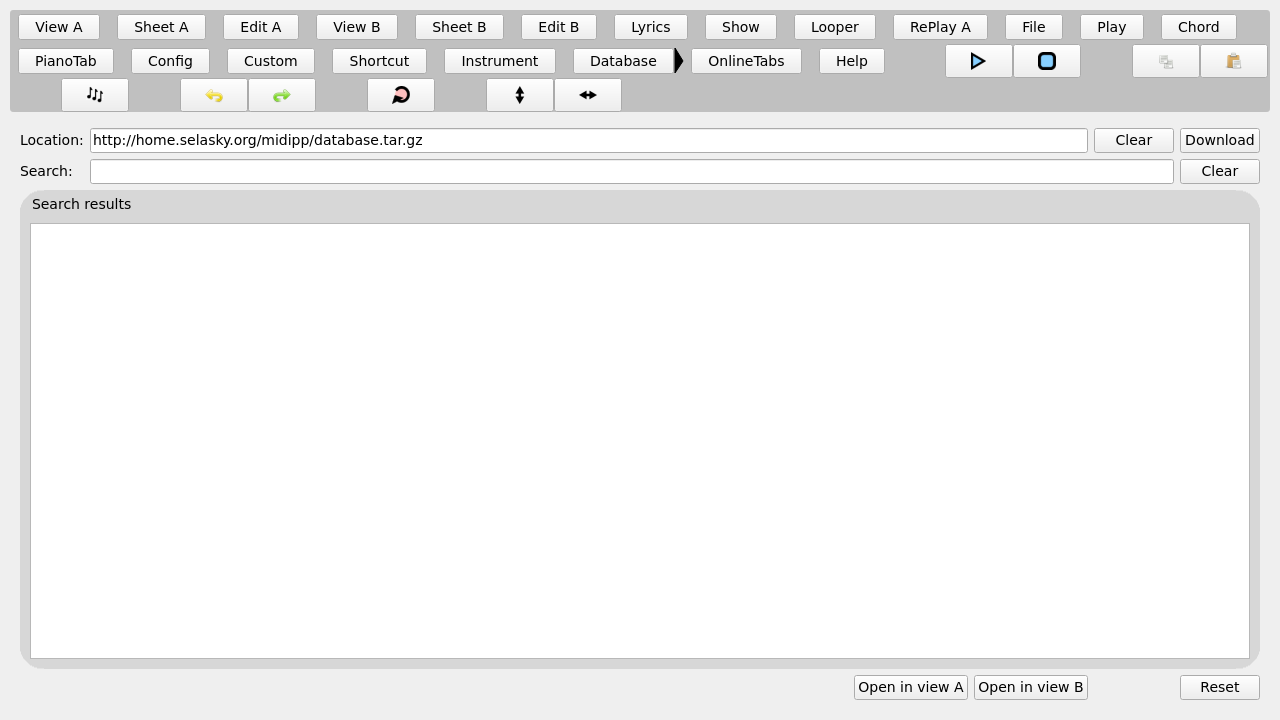 View A Sheet A Edit A View B Sheet B Edit B Lyrics Show Looper RePlay A File Play Chord
PianoTab Config Custom Shortcut Instrument Database OnlineTabs Help
Location: http://home.selasky.org/midipp/database.tar.gz Clear Download
Search: Clear
Search results
Open in view A Open in view B Reset